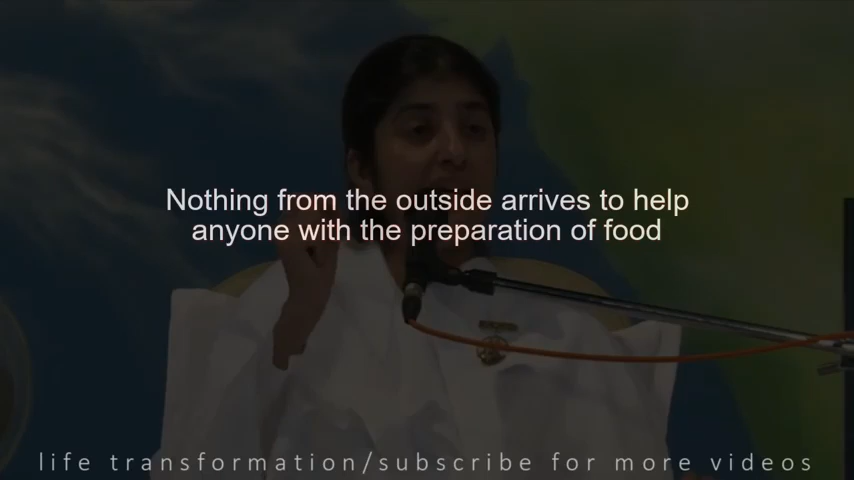 Nothing from the outside arrives to help
anyone with the preparation of food
life transformation/subscribe for more videos